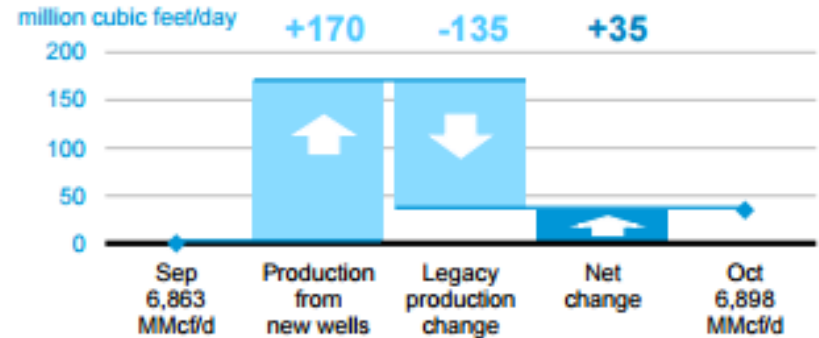 million cubic feet/day
+170 -135 +35
200
150
100
50
0
Sep
6,863
MMcf/d
Production
from
new wells
Legacy
production
change
Net
change
Oct
6,898
MMcf/d